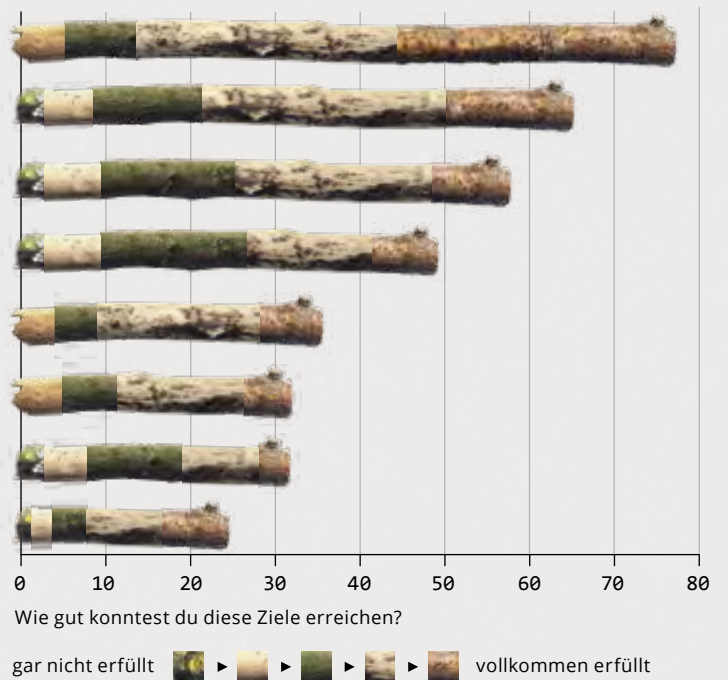 0 10 20 30 40 50 60 70 80
Wie gut konntest du diese Ziele erreichen?
gar nicht erfüllt ► ► ► ► vollkommen erfüllt